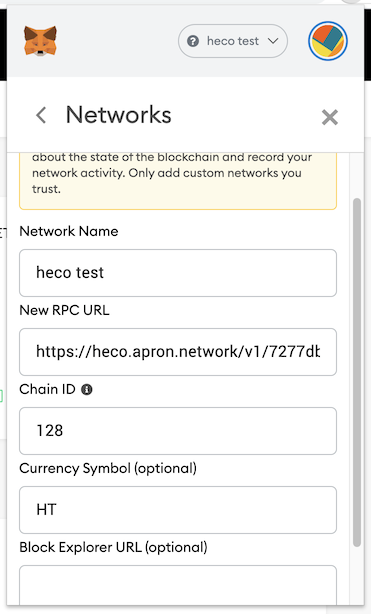 heco test
Networks
about the state of the blockchain and record your
network activity. Only add custom networks you
trust.
Network Name
heco test
New RPC URL
https://heco.apron.network/v1/7277db
Chain ID
128
Currency Symbol (optional)
HT
Block Explorer URL (optional)